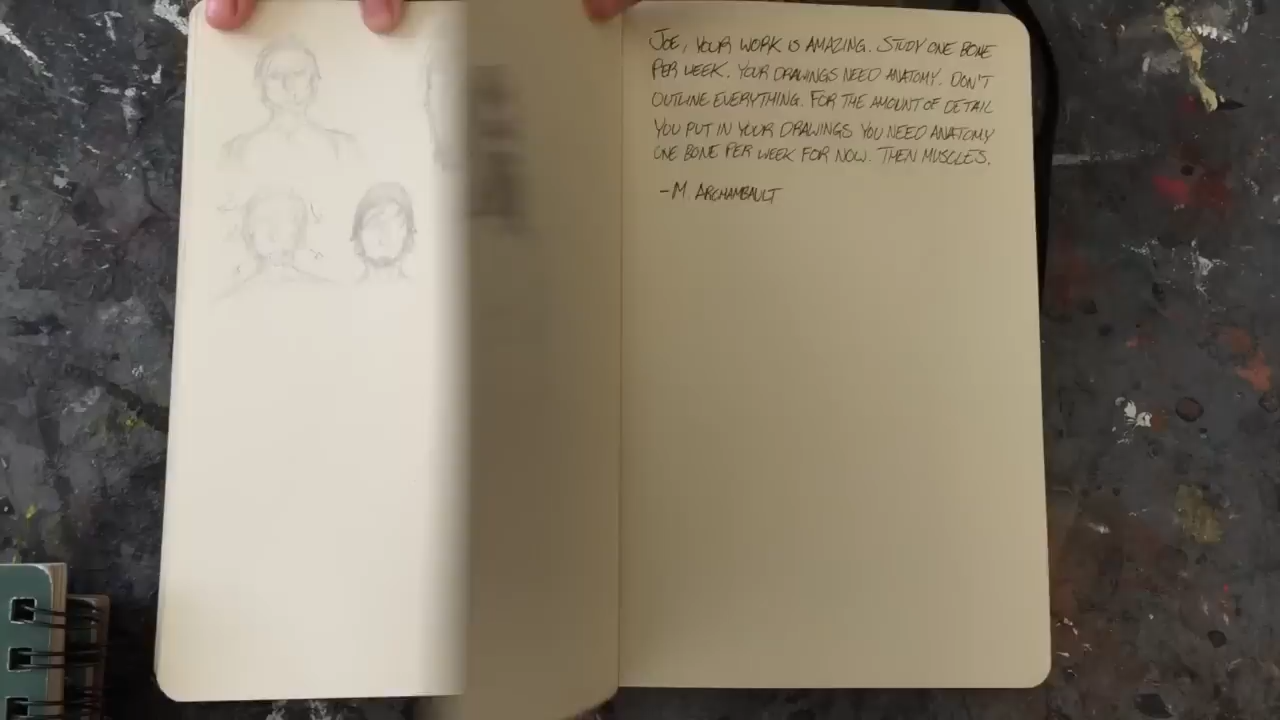 JOE, YOUR WORK IS AMAZING. STUDY ONE BONE
PER WEEK. YOUR DRAWINGS NEED ANATOMY. DON'T
OUTLINE EVERYTHING. FOR THE AMOUNT OF DETAIL
YOU PUT IN YOUR DRAWINGS YOU NEED ANATOMY
ONE BONE PER WEEK FOR NOW. THEN MUSCLES.
-M. ARCHAMBAULT